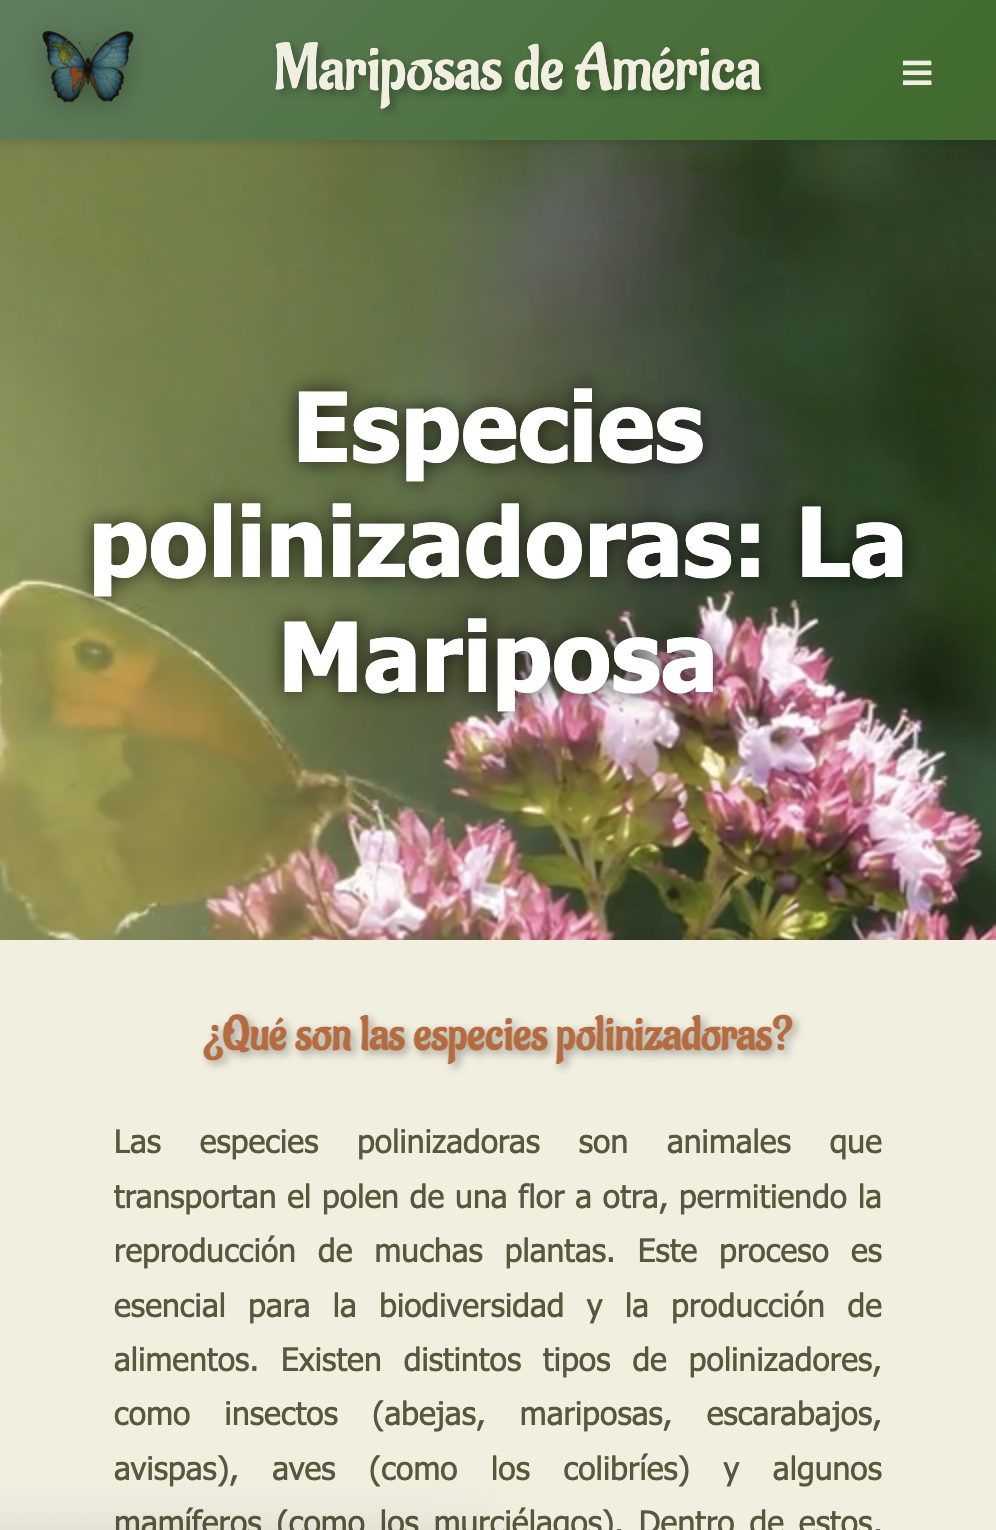 Mariposas de América
Especies
polinizadoras: La
Mariposa
¿Qué son las especies polinizadoras?
Las especies polinizadoras son animales que
transportan el polen de una flor a otra, permitiendo la
reproducción de muchas plantas. Este proceso es
esencial para la biodiversidad y la producción de
alimentos. Existen distintos tipos de polinizadores,
como insectos (abejas, mariposas, escarabajos,
avispas), aves (como los colibríes) y algunos
mamíferos (como los murciélagos). Dentro de estos,